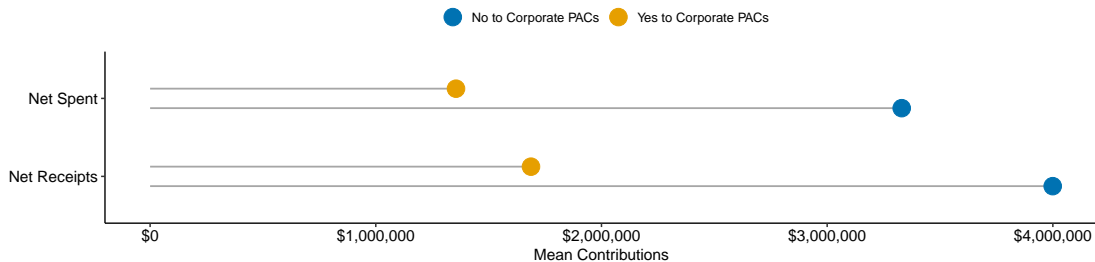 No to Corporate PACs Yes to Corporate PACs
Net Spent
Net Receipts
$0 $1,000,000 $2,000,000 $3,000,000 $4,000,000
Mean Contributions